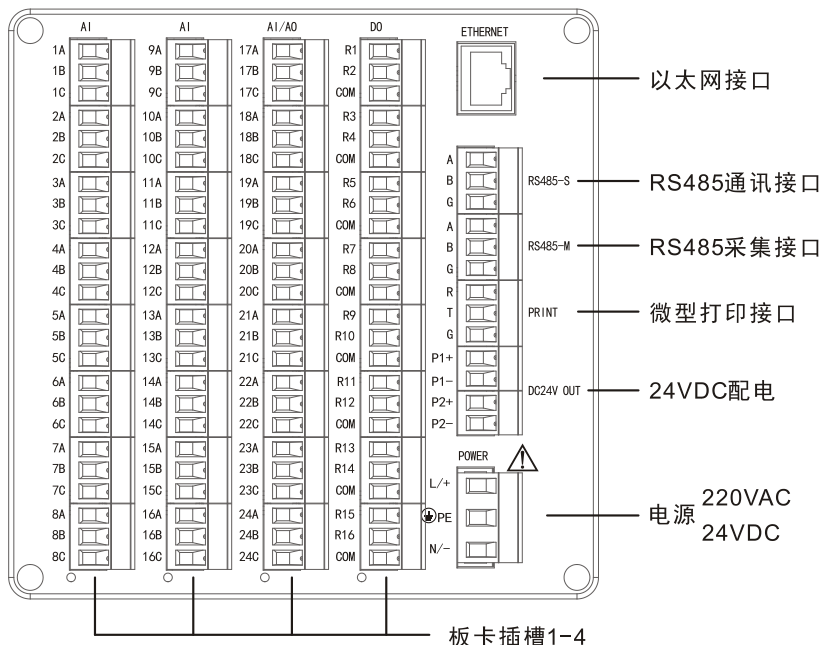 AI AI AI/AO DO ETHERNET
1A 9A 17A R1
1B 9B 17B R2
1C 9C 17C COM
以太网接口
2A 10A 18A R3
2B 10B 18B R4
2C 10C 18C COM
A
B RS485-S RS485通讯接口
G
3A 11A 19A R5
3B 11B 19B R6
3C 11C 19C COM
A
B RS485-M RS485采集接口
G
4A 12A 20A R7
4B 12B 20B R8
4C 12C 20C COM
R
T PRINT 微型打印接口
G
5A 13A 21A R9
5B 13B 21B R10
5C 13C 21C COM
P1+
P1-
DC24V OUT 24VDC配电
P2+
P2-
6A 14A 22A R11
6B 14B 22B R12
6C 14C 22C COM
7A 15A 23A R13
7B 15B 23B R14
7C 15C 23C COM
POWER
L/+
PE
N/-
电源 220VAC
24VDC
8A 16A 24A R15
8B 16B 24B R16
8C 16C 24C COM
板卡插槽1-4